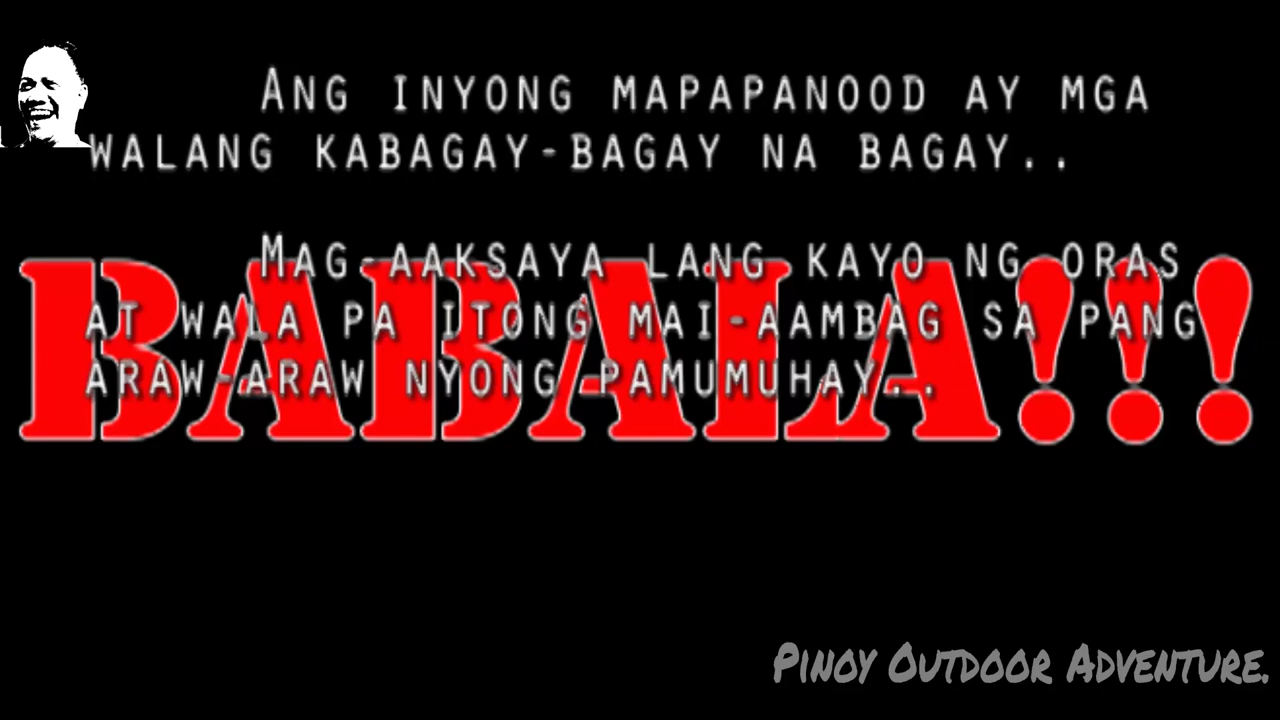 Ang inyong mapapanood ay mga
walang kabagay-bagay na bagay..
Mag-aaksaya lang kayo ng oras
at wala pa itong mai-aambag sa pang
araw-araw nyong pamumuhay..
BABALA!!!
Pinoy Outdoor Adventure.